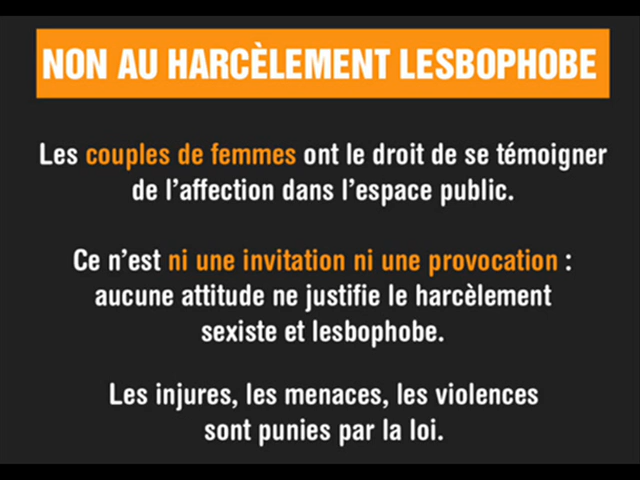 NON AU HARCÈLEMENT LESBOPHOBE
Les couples de femmes ont le droit de se témoigner
de l’affection dans l’espace public.
Ce n’est ni une invitation ni une provocation :
aucune attitude ne justifie le harcèlement
sexiste et lesbophobe.
Les injures, les menaces, les violences
sont punies par la loi.